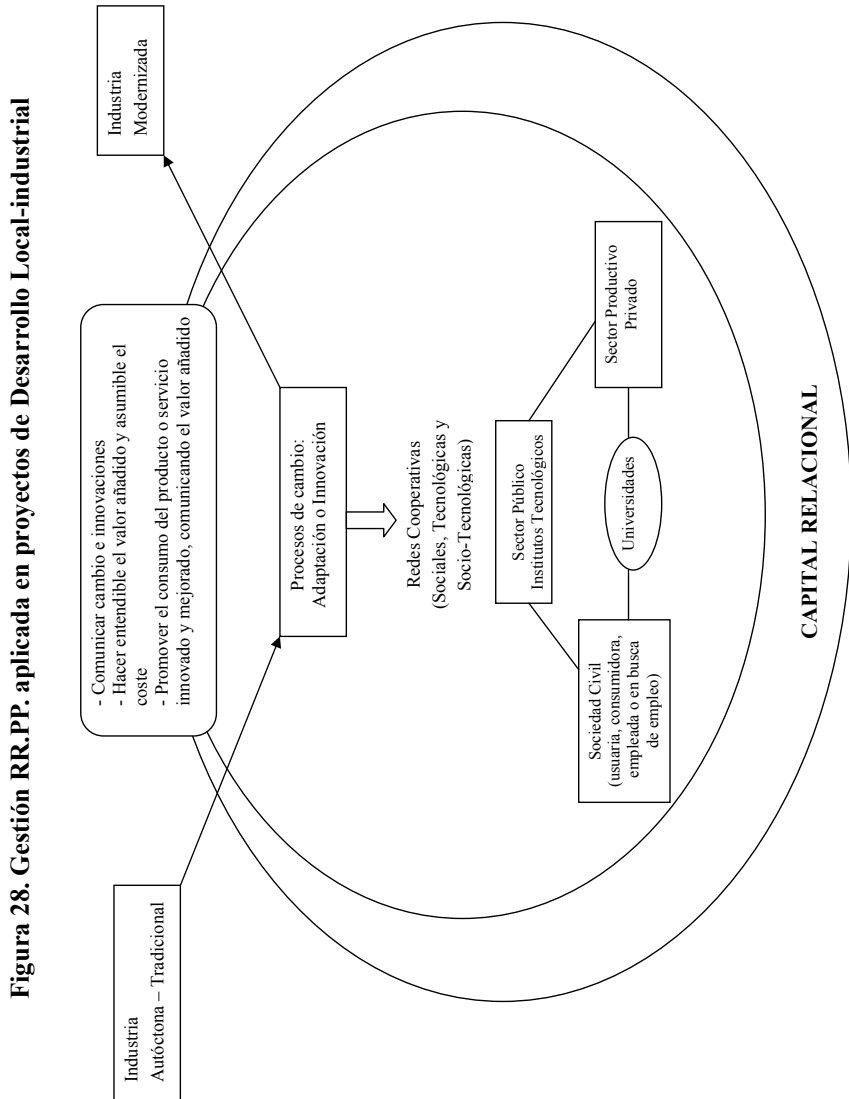 Figura 28. Gestión RR.PP. aplicada en proyectos de Desarrollo Local-industrial
Industria
Autóctona – Tradicional
- Comunicar cambio e innovaciones
- Hacer entendible el valor añadido y asumible el
coste
- Promover el consumo del producto o servicio
innovado y mejorado, comunicando el valor añadido
Industria
Modernizada
Procesos de cambio:
Adaptación o Innovación
Redes Cooperativas
(Sociales, Tecnológicas y
Socio-Tecnológicas)
Sector Público
Institutos Tecnológicos
Sociedad Civil
(usuaria, consumidora,
empleada o en busca
de empleo)
Universidades
Sector Productivo
Privado
CAPITAL RELACIONAL